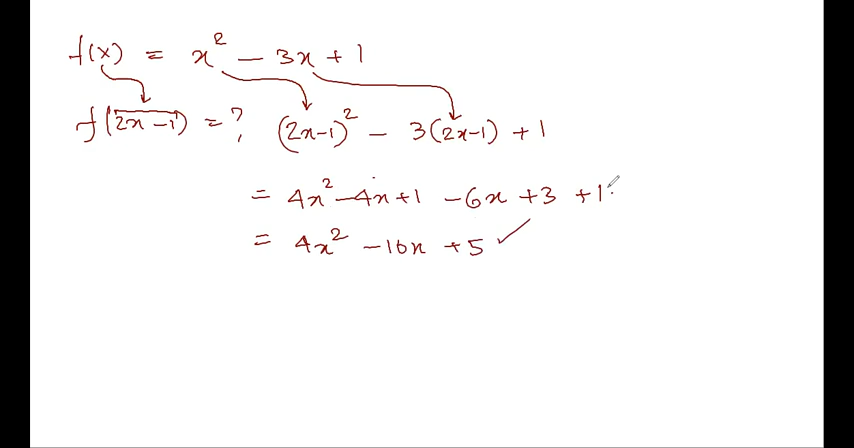 f(x) = x² − 3x + 1
f(2x−1) = ? (2x−1)² − 3(2x−1) + 1
= 4x² − 4x + 1 − 6x + 3 + 1
= 4x² − 10x + 5 ✓